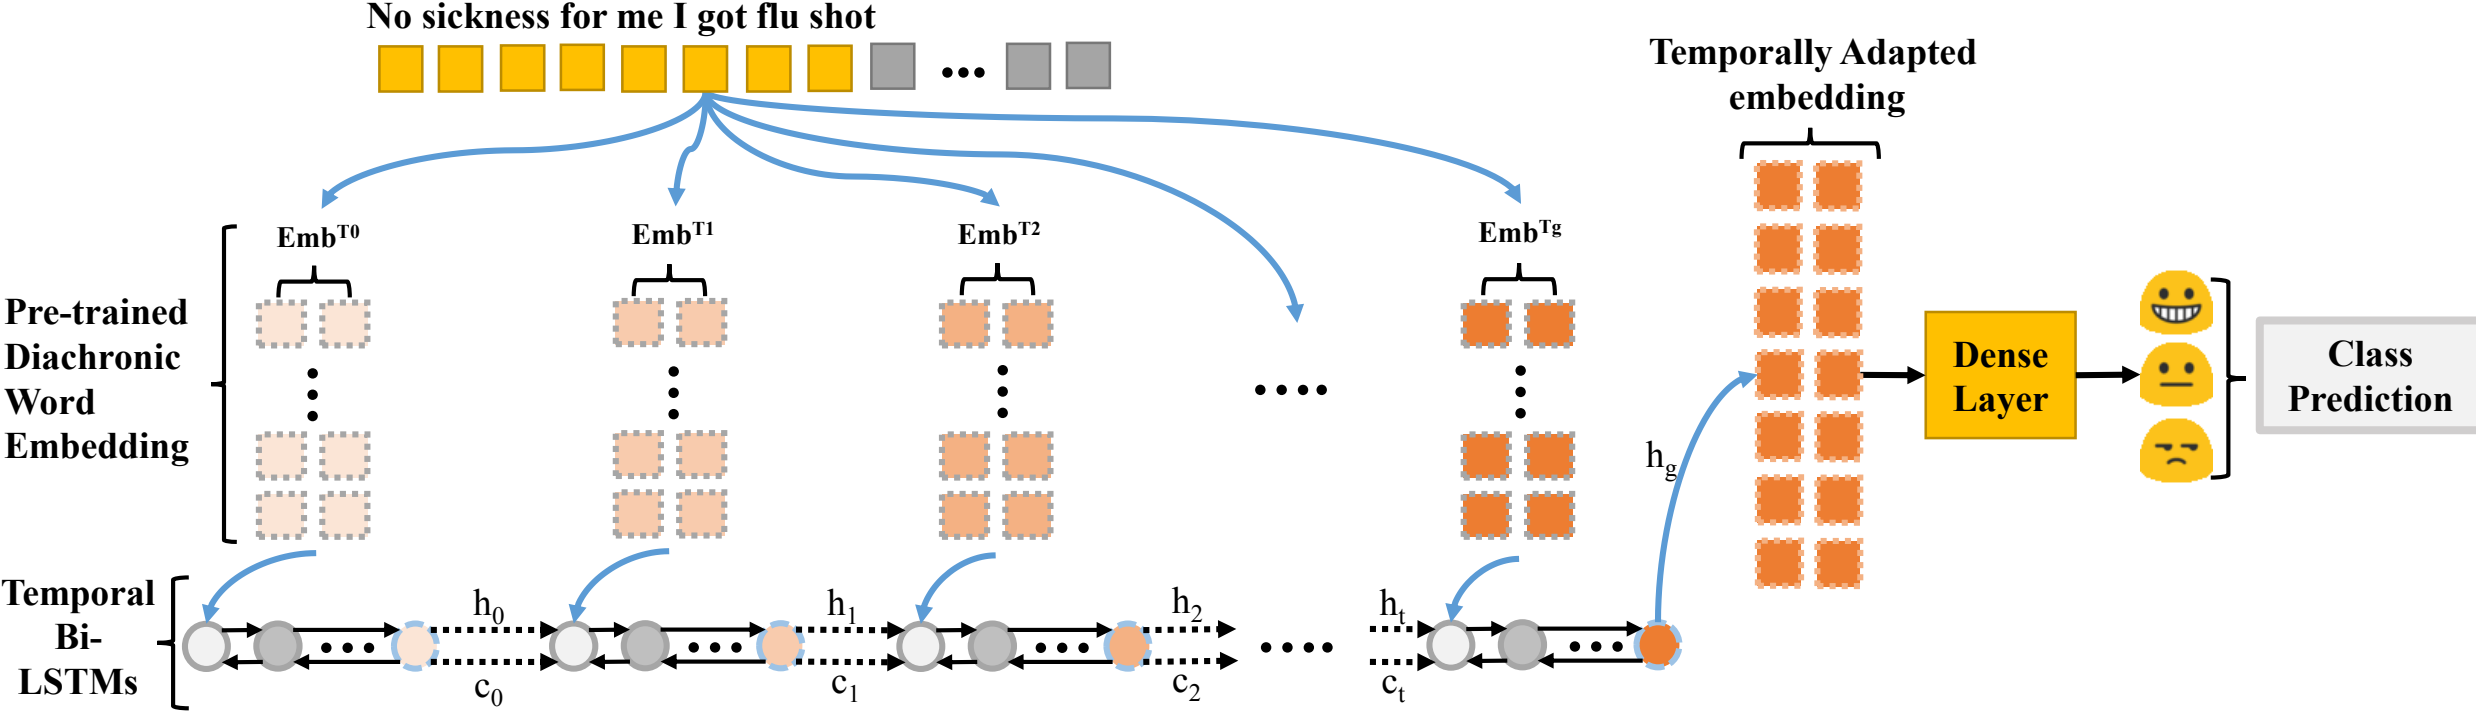 No sickness for me I got flu shot
Temporally Adapted
embedding
Emb^T0
Emb^T1
Emb^T2
Emb^Tg
Pre-trained
Diachronic
Word
Embedding
Dense
Layer
Class
Prediction
h_g
Temporal
Bi-
LSTMs
h_0
h_1
h_2
h_t
c_0
c_1
c_2
c_t